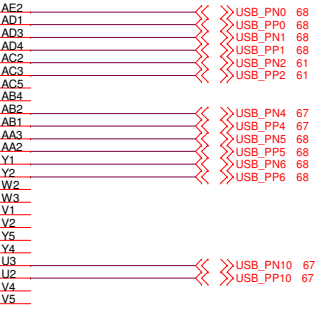 AE2 USB_PN0 68
AD1 USB_PP0 68
AD3 USB_PN1 68
AD4 USB_PP1 68
AC2 USB_PN2 61
AC3 USB_PP2 61
AC5
AB4
AB2 USB_PN4 67
AB1 USB_PP4 67
AA3 USB_PN5 68
AA2 USB_PP5 68
Y1 USB_PN6 68
Y2 USB_PP6 68
W2
W3
V1
V2
Y5
Y4
U3 USB_PN10 67
U2 USB_PP10 67
V4
V5